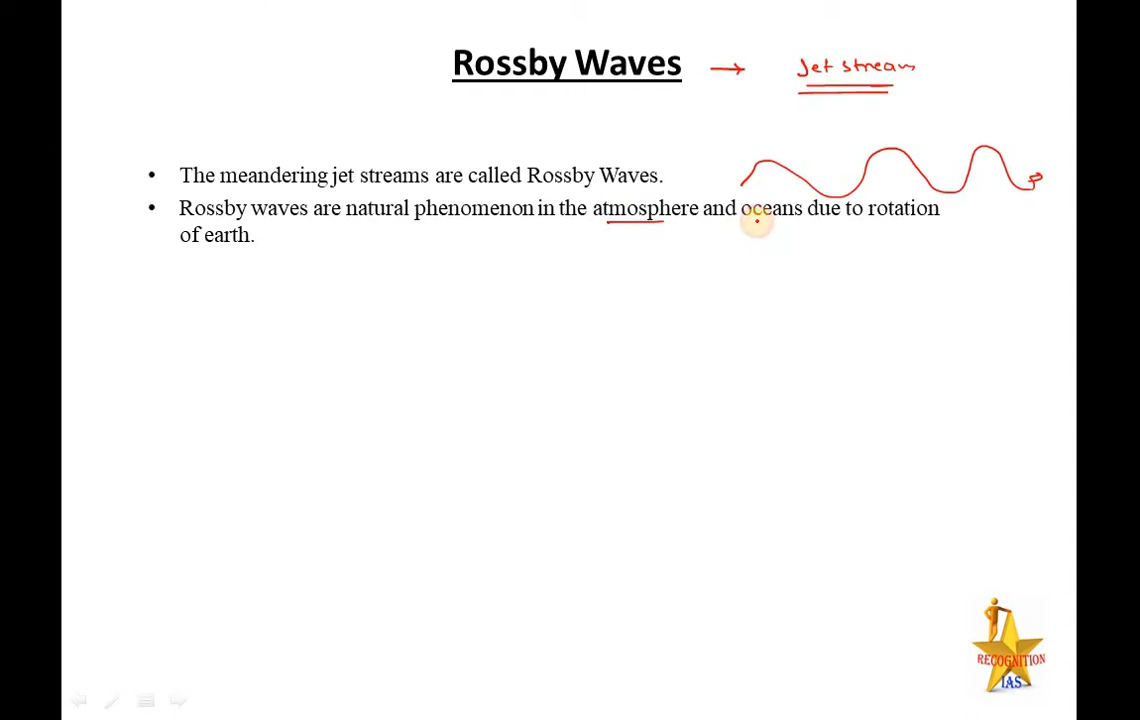 Rossby Waves → Jet stream
• The meandering jet streams are called Rossby Waves.
• Rossby waves are natural phenomenon in the atmosphere and oceans due to rotation
of earth.
RECOGNITION
IAS